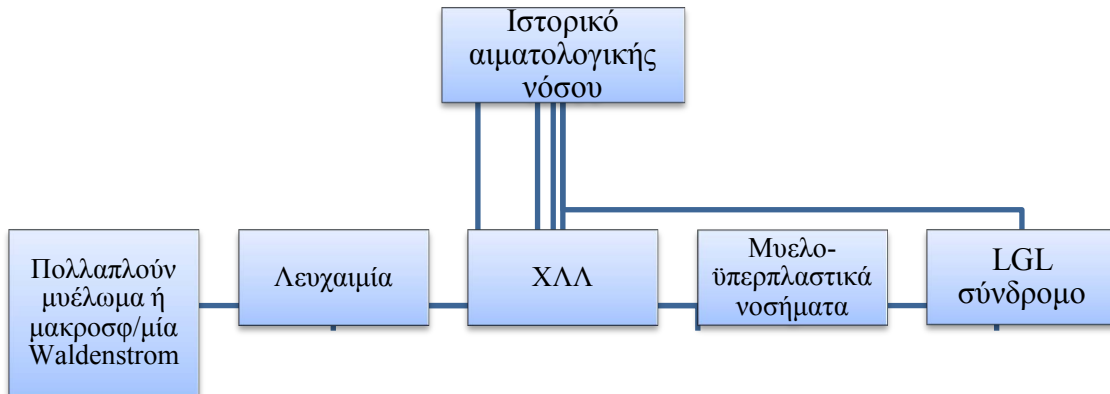 Ιστορικό
αιματολογικής
νόσου
Πολλαπλούν
μυέλωμα ή
μακροσφ/μία
Waldenstrom
Λευχαιμία
ΧΛΛ
Μυελο-
ϋπερπλαστικά
νοσήματα
LGL
σύνδρομο